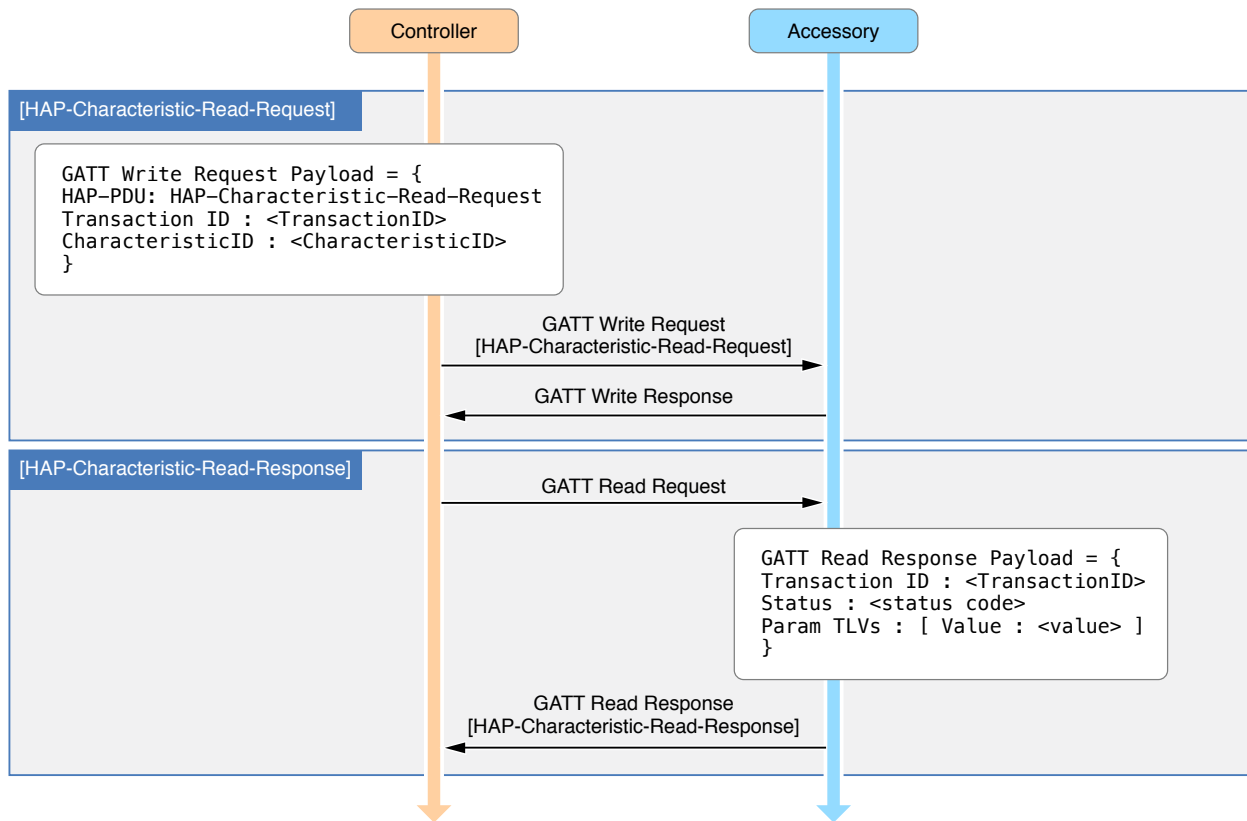 Controller
Accessory
[HAP-Characteristic-Read-Request]
GATT Write Request Payload = {
HAP-PDU: HAP-Characteristic-Read-Request
Transaction ID : <TransactionID>
CharacteristicID : <CharacteristicID>
}
GATT Write Request
[HAP-Characteristic-Read-Request]
GATT Write Response
[HAP-Characteristic-Read-Response]
GATT Read Request
GATT Read Response Payload = {
Transaction ID : <TransactionID>
Status : <status code>
Param TLVs : [ Value : <value> ]
}
GATT Read Response
[HAP-Characteristic-Read-Response]